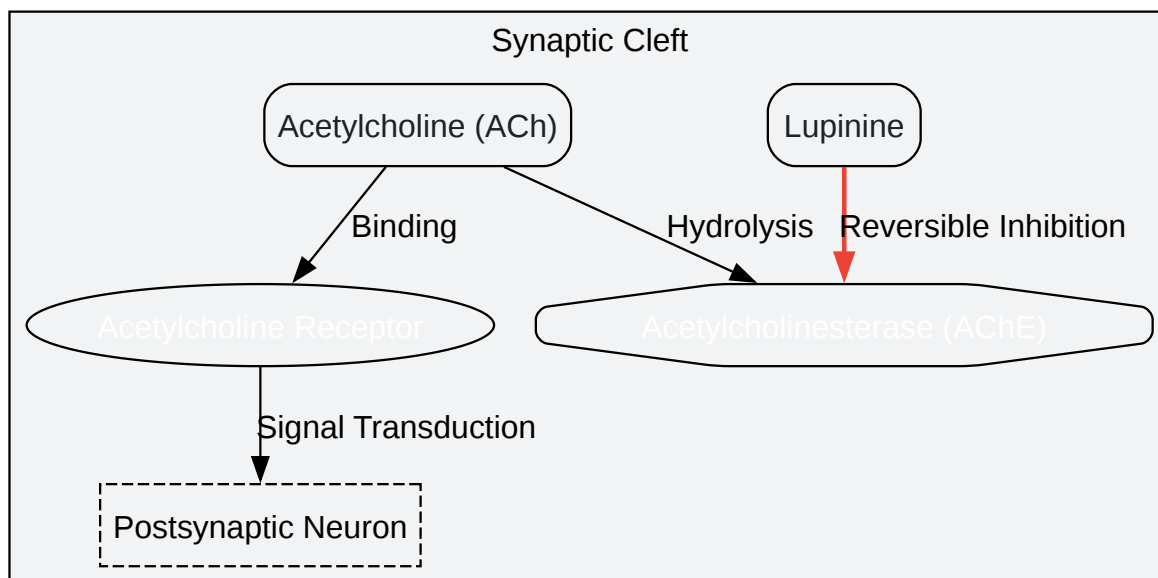 Synaptic Cleft
Acetylcholine (ACh)
Lupinine
Binding
Hydrolysis
Reversible Inhibition
Acetylcholine Receptor
Acetylcholinesterase (AChE)
Signal Transduction
Postsynaptic Neuron